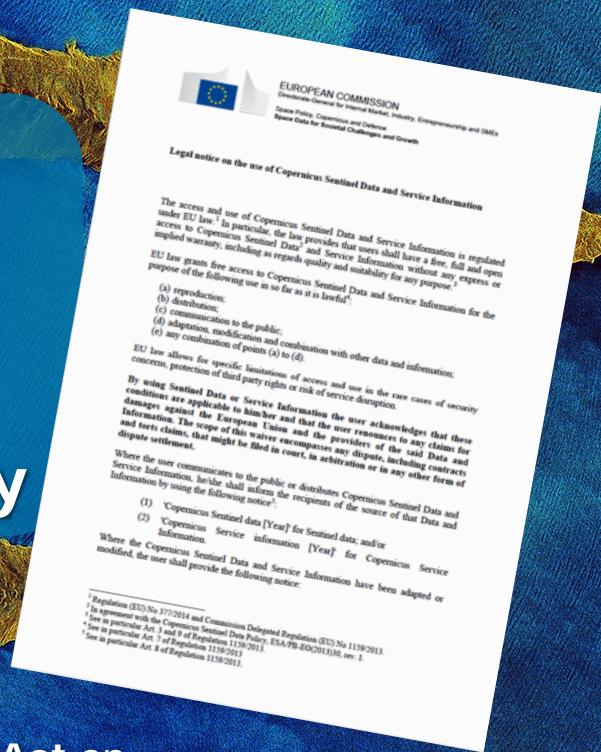 EUROPEAN COMMISSION
Directorate-General for Internal Market, Industry, Entrepreneurship and SMEs
Space Policy, Copernicus and Defence
Space Data for Societal Challenges and Growth
Legal notice on the use of Copernicus Sentinel Data and Service Information
The access and use of Copernicus Sentinel Data and Service Information is regulated
under EU law.1 In particular, the law provides that users shall have a free, full and open
access to Copernicus Sentinel Data2 and Service Information without any express or
implied warranty, including as regards quality and suitability for any purpose.3
EU law grants free access to Copernicus Sentinel Data and Service Information for the
purpose of the following use in so far as it is lawful4:
(a) reproduction;
(b) distribution;
(c) communication to the public;
(d) adaptation, modification and combination with other data and information;
(e) any combination of points (a) to (d).
EU law allows for specific limitations of access and use in the rare cases of security
concerns, protection of third party rights or risk of service disruption.
By using Sentinel Data or Service Information the user acknowledges that these
conditions are applicable to him/her and that the user renounces to any claims for
damages against the European Union and the providers of the said Data and
Information. The scope of this waiver encompasses any dispute, including contracts
and torts claims, that might be filed in court, in arbitration or in any other form of
dispute settlement.
Where the user communicates to the public or distributes Copernicus Sentinel Data and
Service Information, he/she shall inform the recipients of the source of that Data and
Information by using the following notice5:
(1) 'Copernicus Sentinel data [Year]' for Sentinel data; and/or
(2) 'Copernicus Service information [Year]' for Copernicus Service
Information.
Where the Copernicus Sentinel Data and Service Information have been adapted or
modified, the user shall provide the following notice:
1 Regulation (EU) No 377/2014 and Commission Delegated Regulation (EU) No 1159/2013.
2 In agreement with the Copernicus Sentinel Data Policy, ESA/PB-EO(2013)30, rev. 1.
3 See in particular Art. 3 and 9 of Regulation 1159/2013.
4 See in particular Art. 7 of Regulation 1159/2013
5 See in particular Art. 8 of Regulation 1159/2013.
y